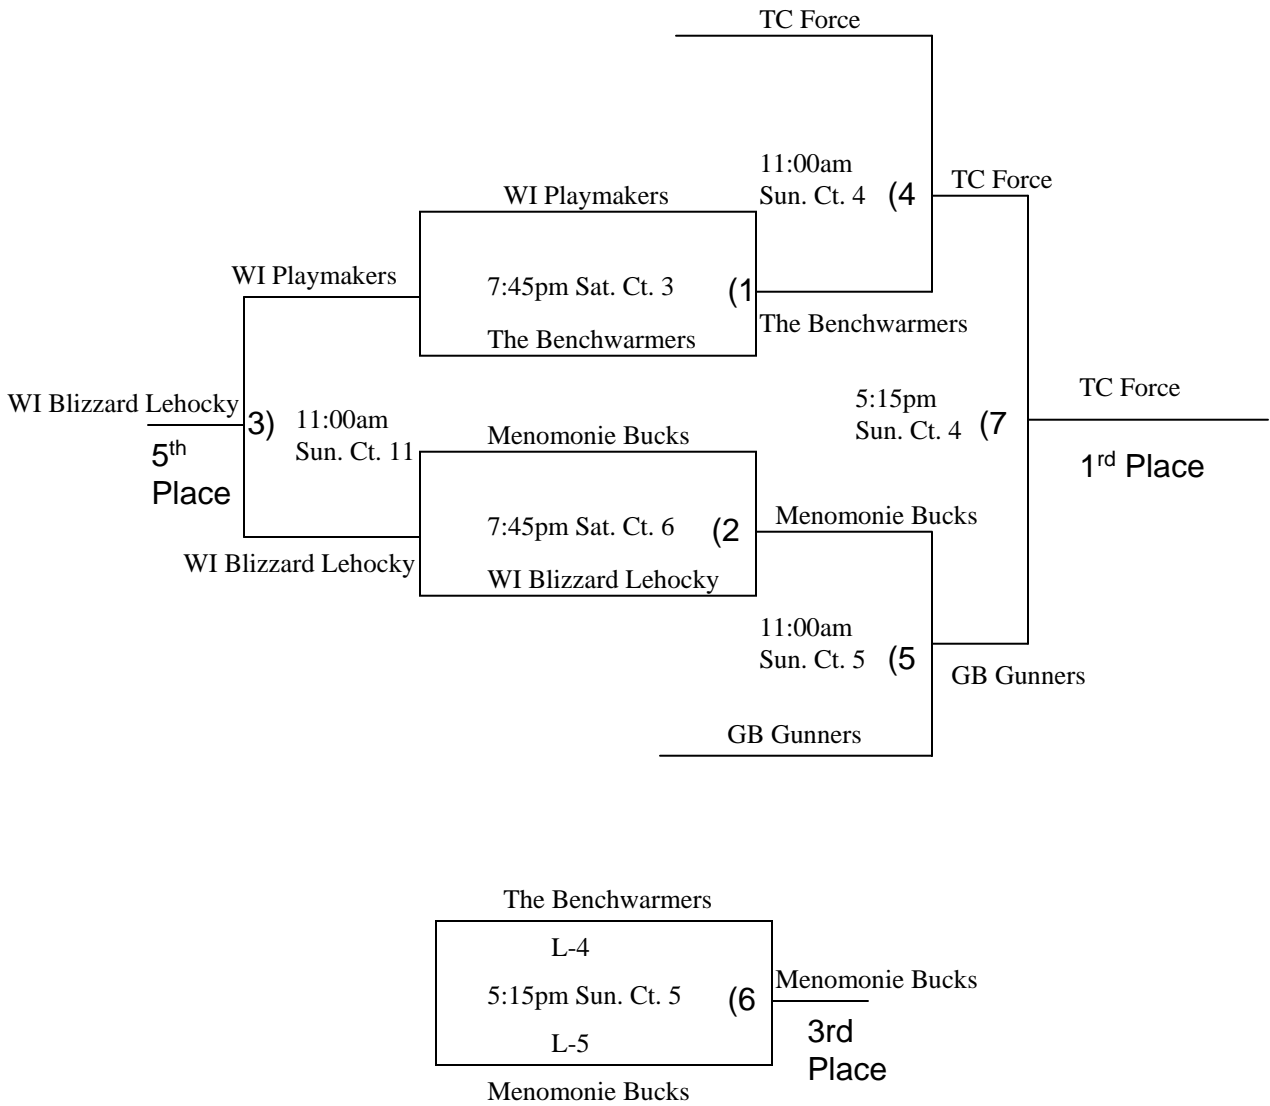 TC Force
11:00am
Sun. Ct. 4 (4
TC Force
WI Playmakers
WI Playmakers
7:45pm Sat. Ct. 3 (1
The Benchwarmers
The Benchwarmers
WI Blizzard Lehocky
3) 11:00am
Sun. Ct. 11
5th
Place
5:15pm
Sun. Ct. 4 (7
TC Force
1rd Place
Menomonie Bucks
7:45pm Sat. Ct. 6 (2
Menomonie Bucks
WI Blizzard Lehocky
WI Blizzard Lehocky
11:00am
Sun. Ct. 5 (5
GB Gunners
GB Gunners
The Benchwarmers
L-4
5:15pm Sun. Ct. 5 (6
Menomonie Bucks
L-5
3rd
Place
Menomonie Bucks